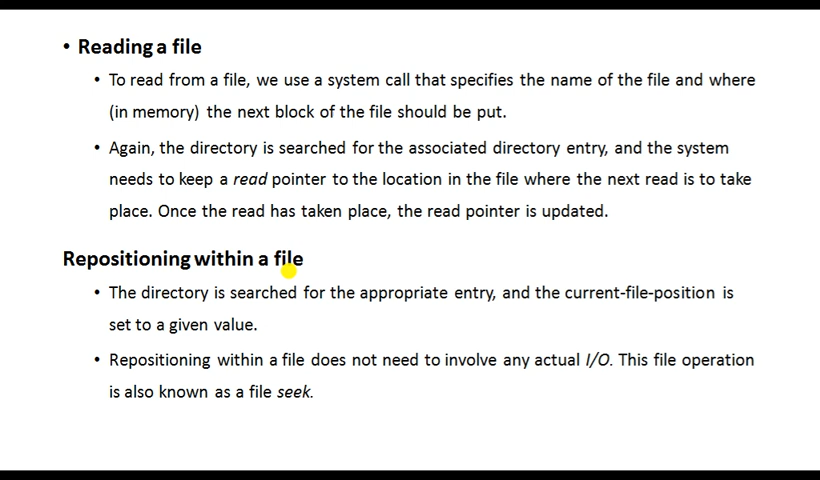 • Reading a file
• To read from a file, we use a system call that specifies the name of the file and where
(in memory) the next block of the file should be put.
• Again, the directory is searched for the associated directory entry, and the system
needs to keep a read pointer to the location in the file where the next read is to take
place. Once the read has taken place, the read pointer is updated.
Repositioning within a file
• The directory is searched for the appropriate entry, and the current-file-position is
set to a given value.
• Repositioning within a file does not need to involve any actual I/O. This file operation
is also known as a file seek.